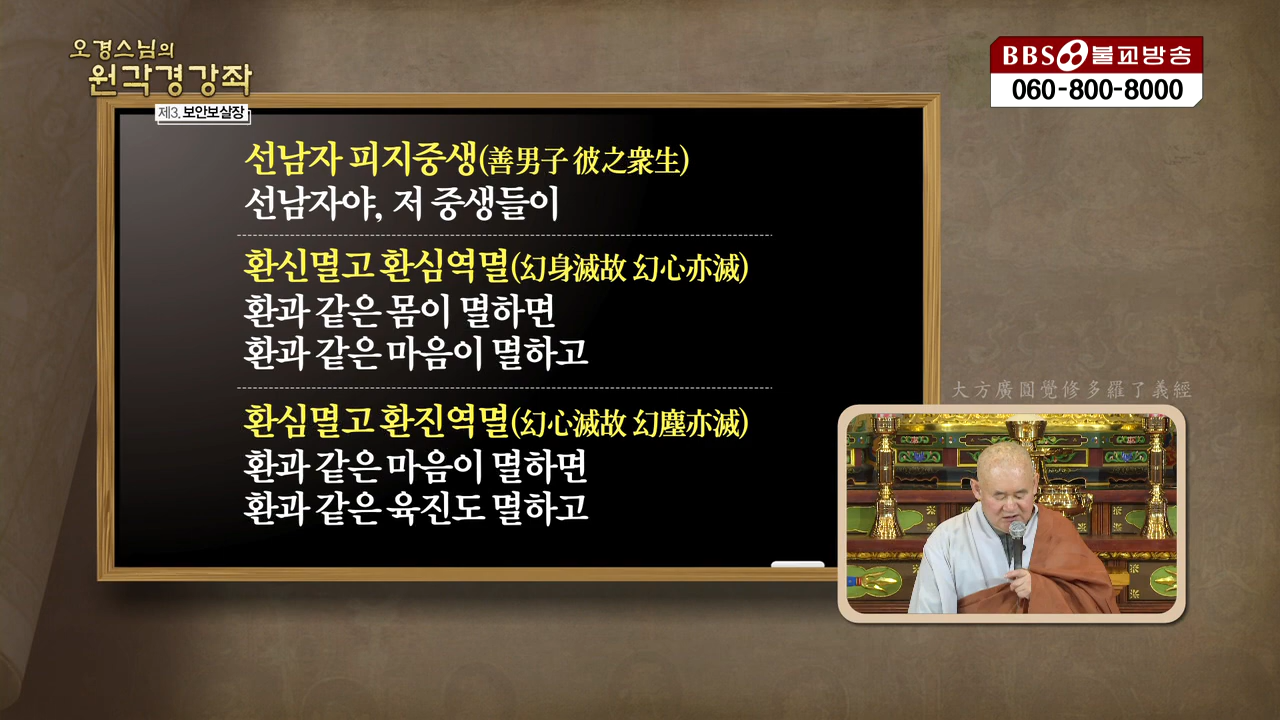 오경스님의
원각경강좌
제3. 보안보살장
BBS 불교방송
060-800-8000
선남자 피지중생(善男子 彼之衆生)
선남자야, 저 중생들이
환신멸고 환심역멸(幻身滅故 幻心亦滅)
환과 같은 몸이 멸하면
환과 같은 마음이 멸하고
환심멸고 환진역멸(幻心滅故 幻塵亦滅)
환과 같은 마음이 멸하면
환과 같은 육진도 멸하고
大方廣圓覺修多羅了義經